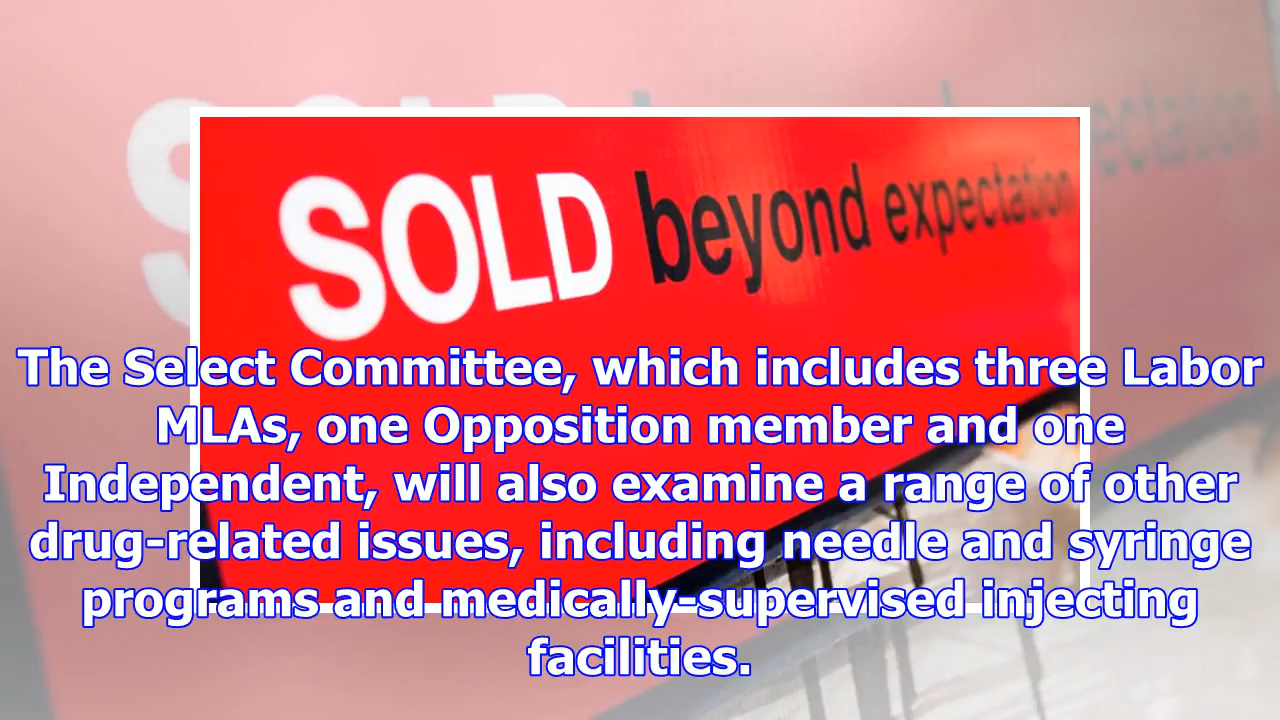 SOLD beyond expectation
The Select Committee, which includes three Labor
MLAs, one Opposition member and one
Independent, will also examine a range of other
drug-related issues, including needle and syringe
programs and medically-supervised injecting
facilities.